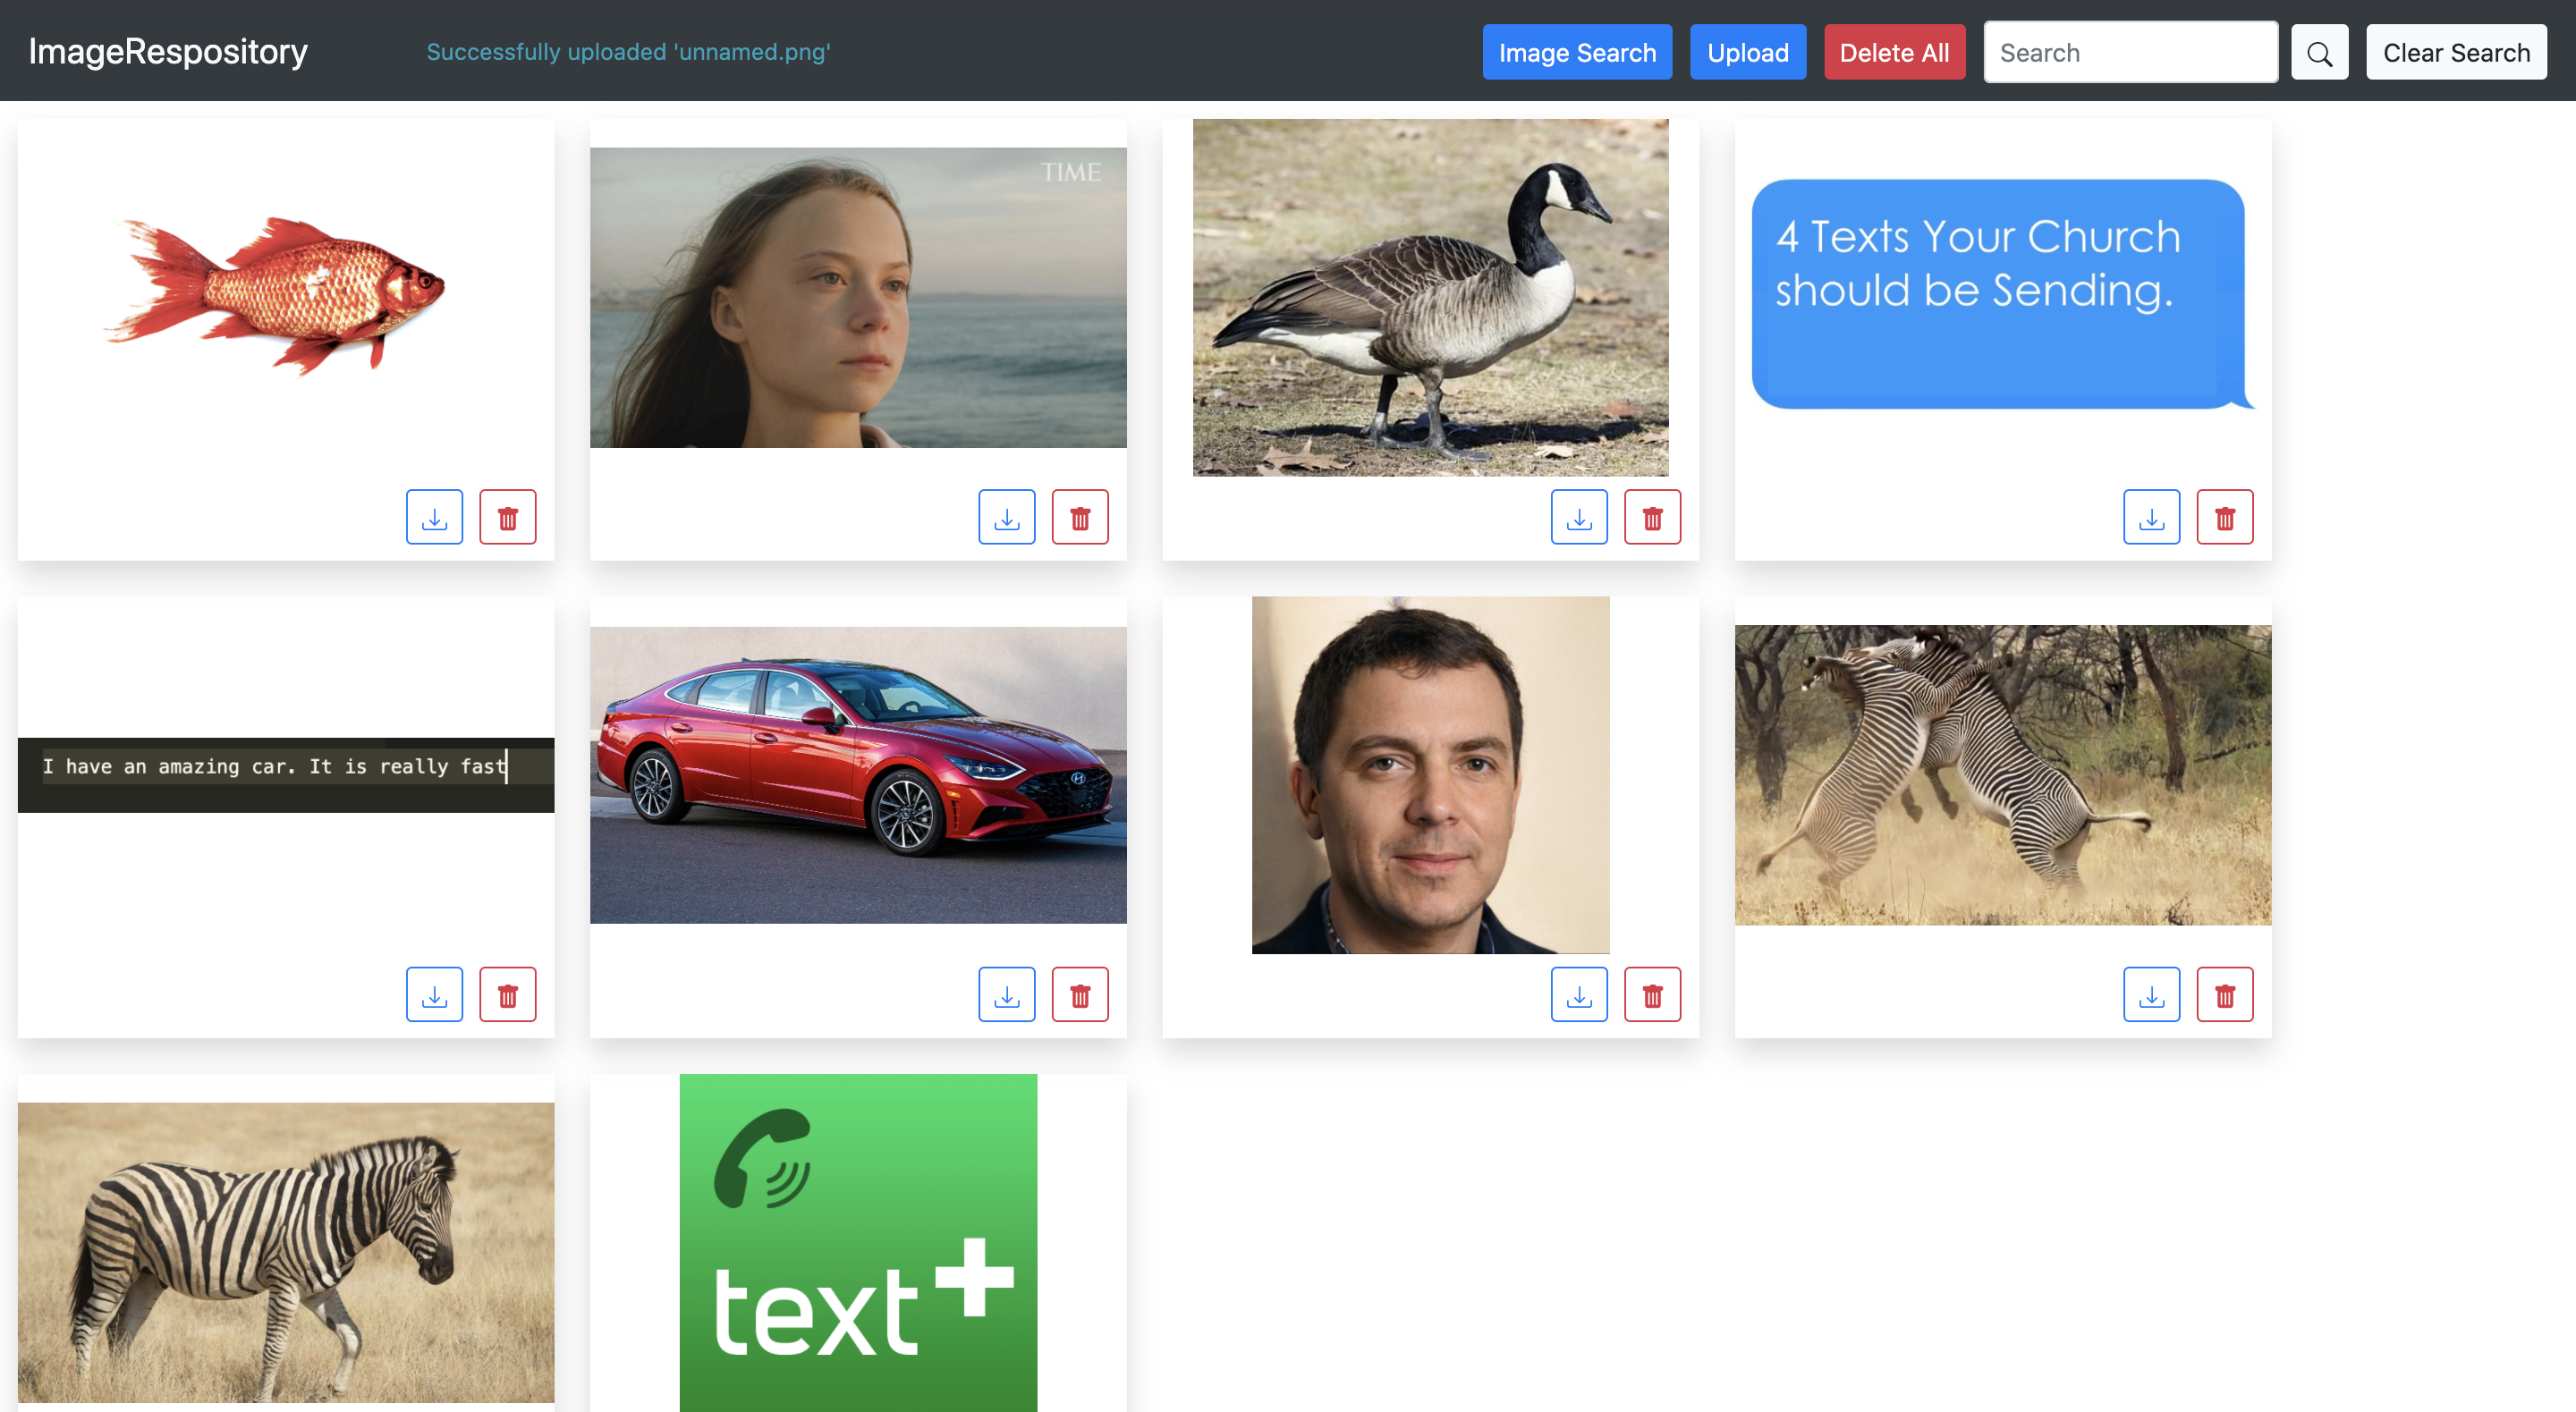 ImageRespository
Successfully uploaded 'unnamed.png'
Image Search
Upload
Delete All
Search
Clear Search
TIME
4 Texts Your Church
should be Sending.
I have an amazing car. It is really fast
text+